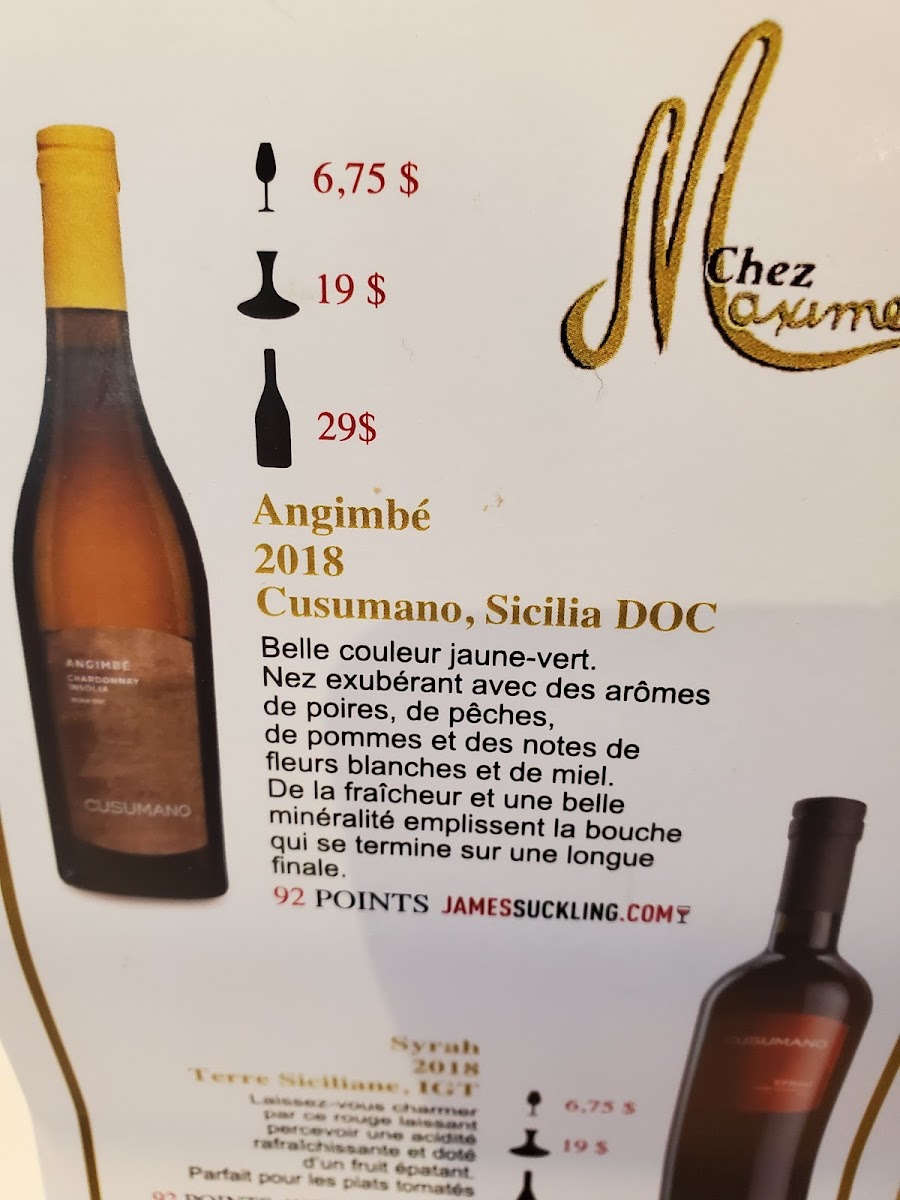 6,75 $
19 $
29$
Chez
Maxime
Angimbé
2018
Cusumano, Sicilia DOC
Belle couleur jaune-vert.
Nez exubérant avec des arômes
de poires, de pêches,
de pommes et des notes de
fleurs blanches et de miel.
De la fraîcheur et une belle
minéralité emplissent la bouche
qui se termine sur une longue
finale.
92 POINTS JAMESSUCKLING.COM
ANGIMBÉ
CHARDONNAY
INSOLIA
CUSUMANO
Syrah
2018
Terre Siciliane, IGT
Laissez-vous charmer
par ce rouge laissant
percevoir une acidité
rafraîchissante et doté
d'un fruit épatant.
Parfait pour les plats tomatés
92 POINTS
6,75 $
19 $
CUSUMANO
SYRAH